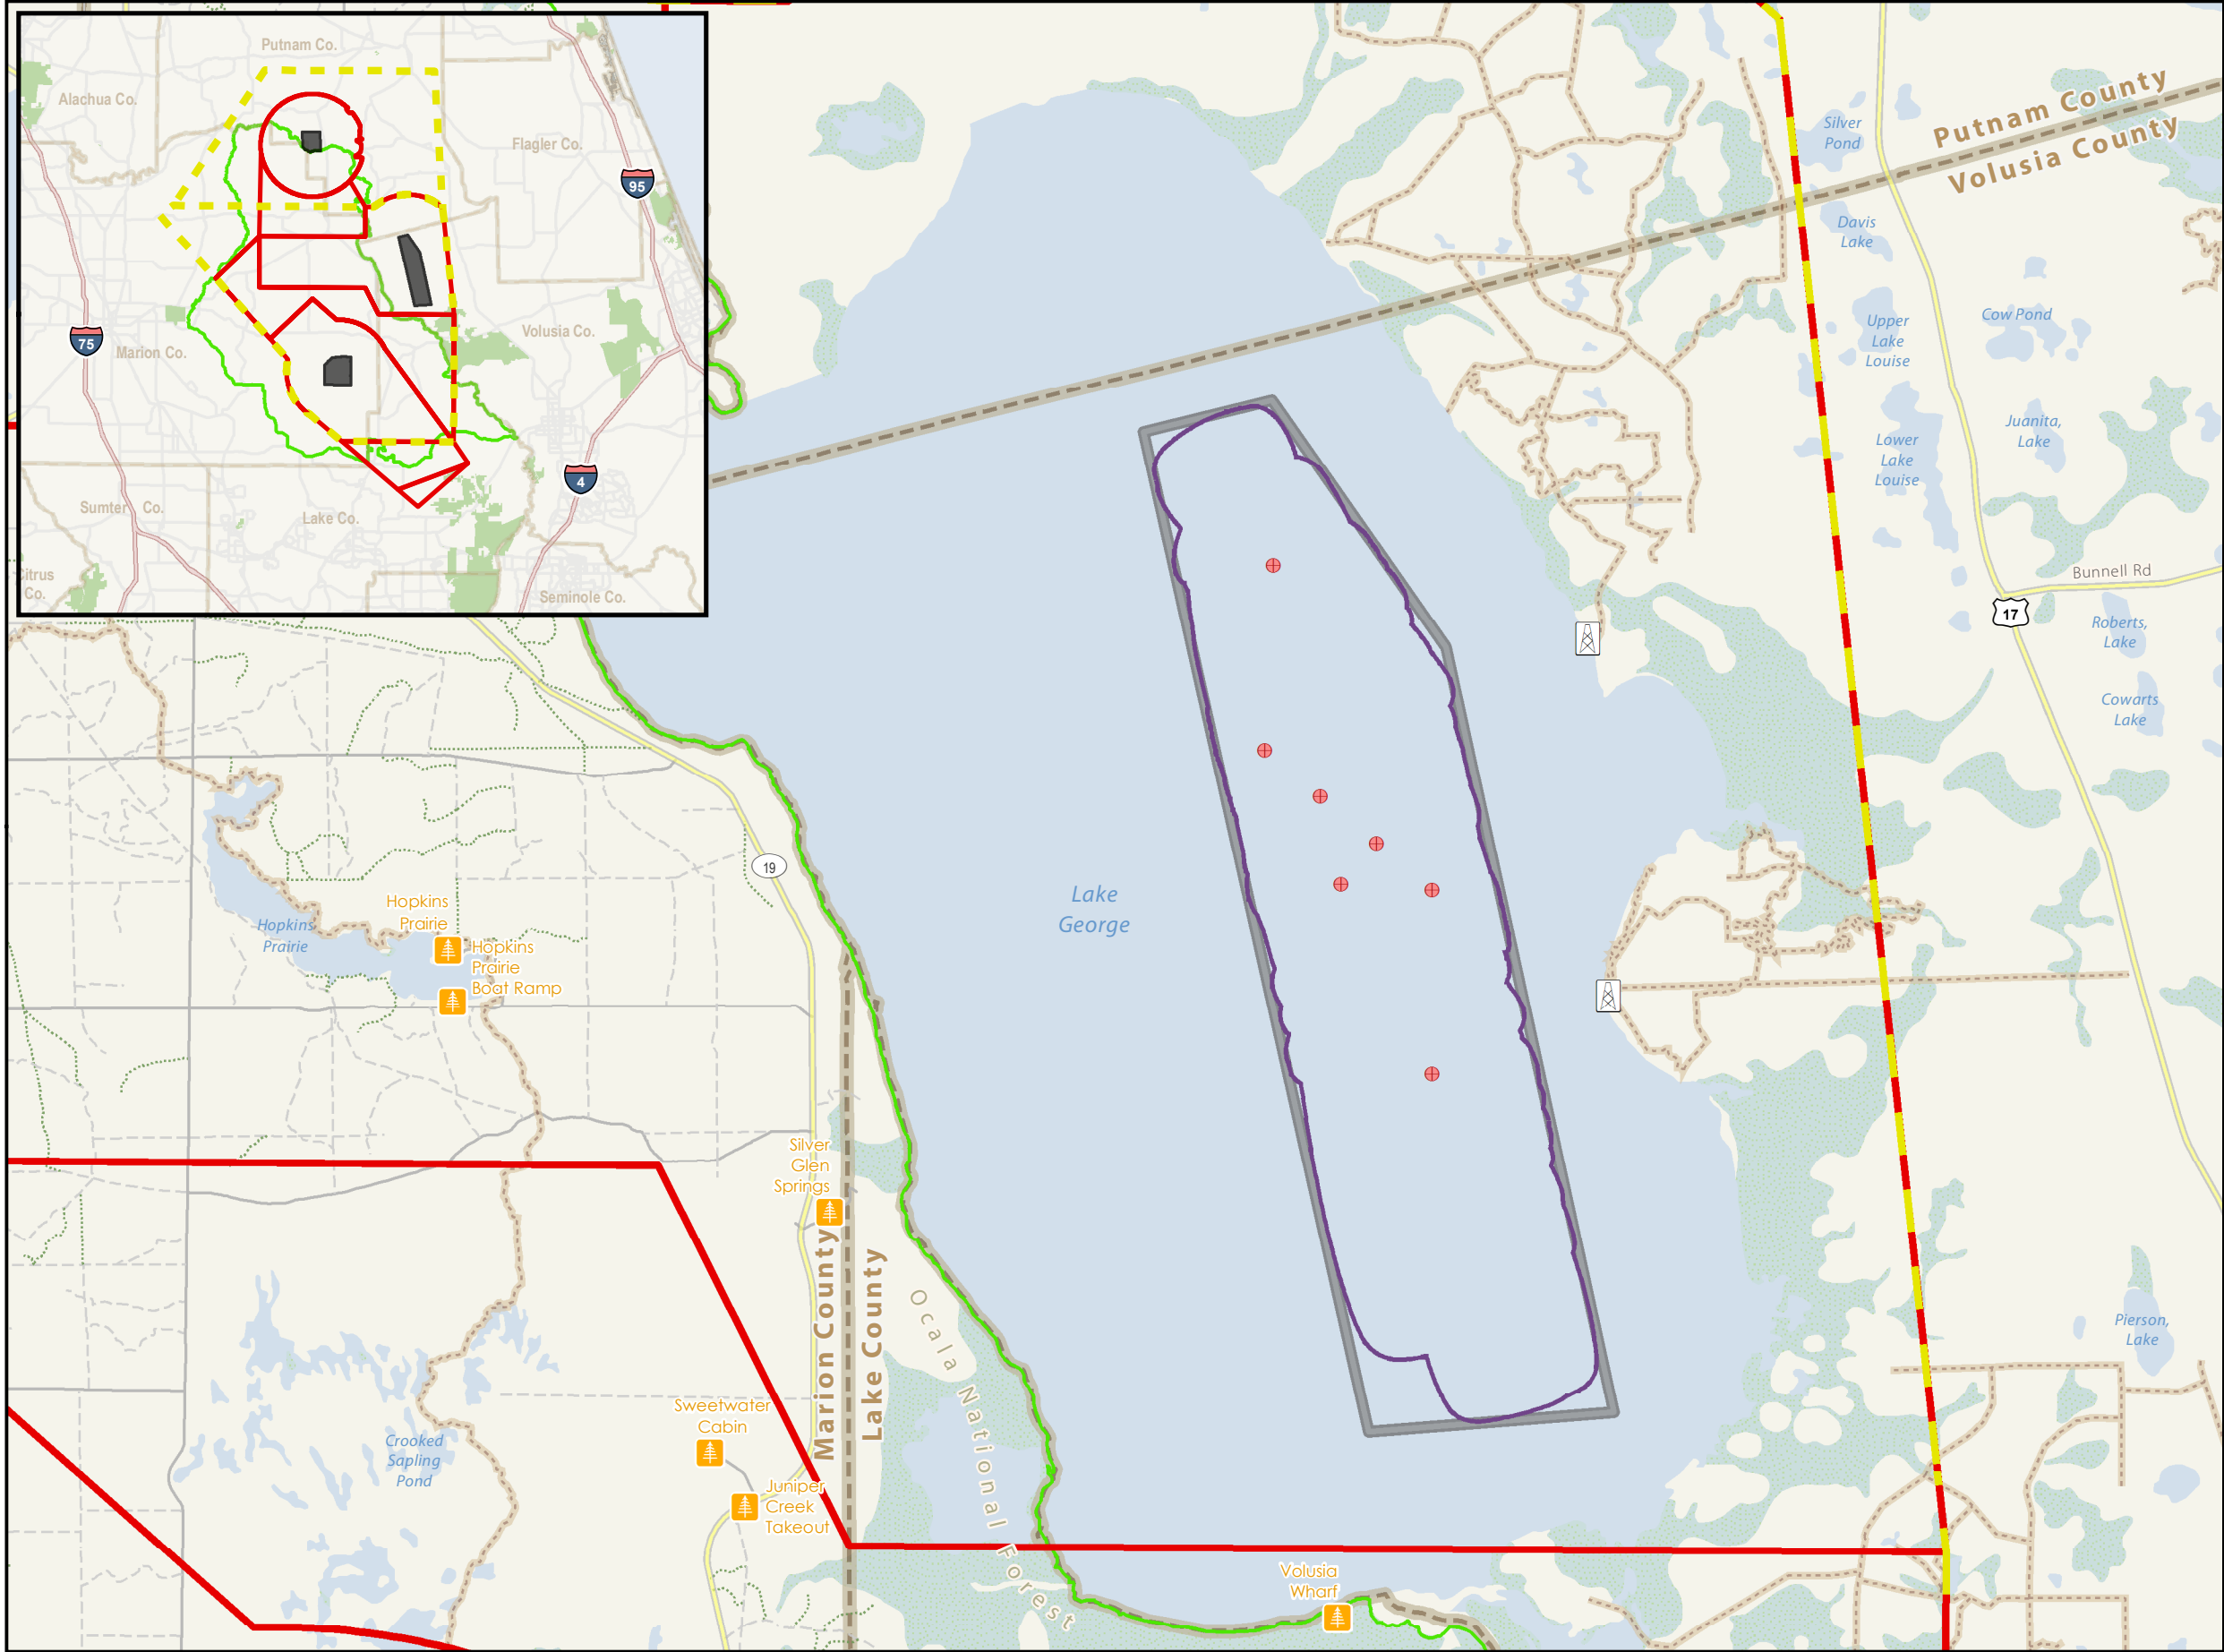 Putnam Co.
Alachua Co.
Flagler Co.
95
75
Marion Co.
Volusia Co.
4
Sumter Co.
Lake Co.
Citrus
Co.
Seminole Co.
Putnam County
Volusia County
Silver
Pond
Davis
Lake
Upper
Lake
Louise
Cow Pond
Lower
Lake
Louise
Juanita,
Lake
Bunnell Rd
17
Roberts,
Lake
Cowarts
Lake
19
Lake
George
Hopkins
Prairie
Hopkins
Prairie
Hopkins
Prairie
Boat Ramp
Silver
Glen
Springs
Marion County
Lake County
Ocala National Forest
Sweetwater
Cabin
Juniper
Creek
Takeout
Crooked
Sapling
Pond
Volusia
Wharf
Pierson,
Lake